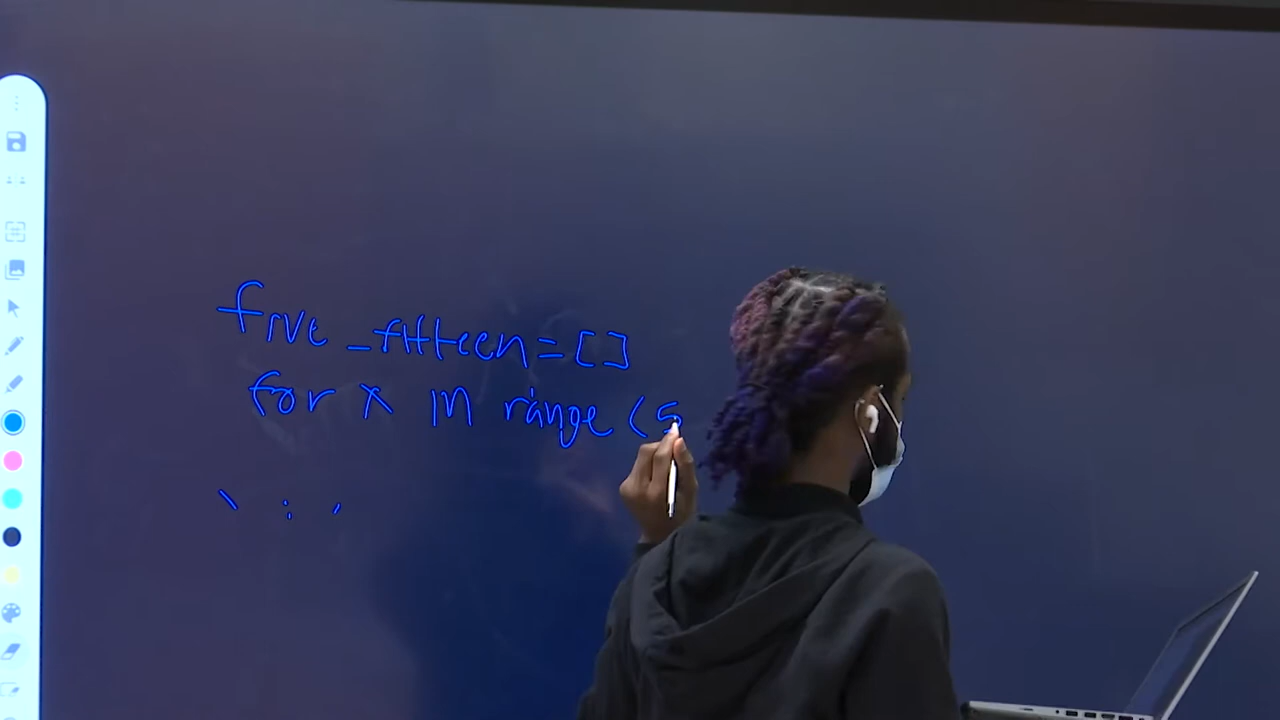 five_fifteen=[]
for x in range (5